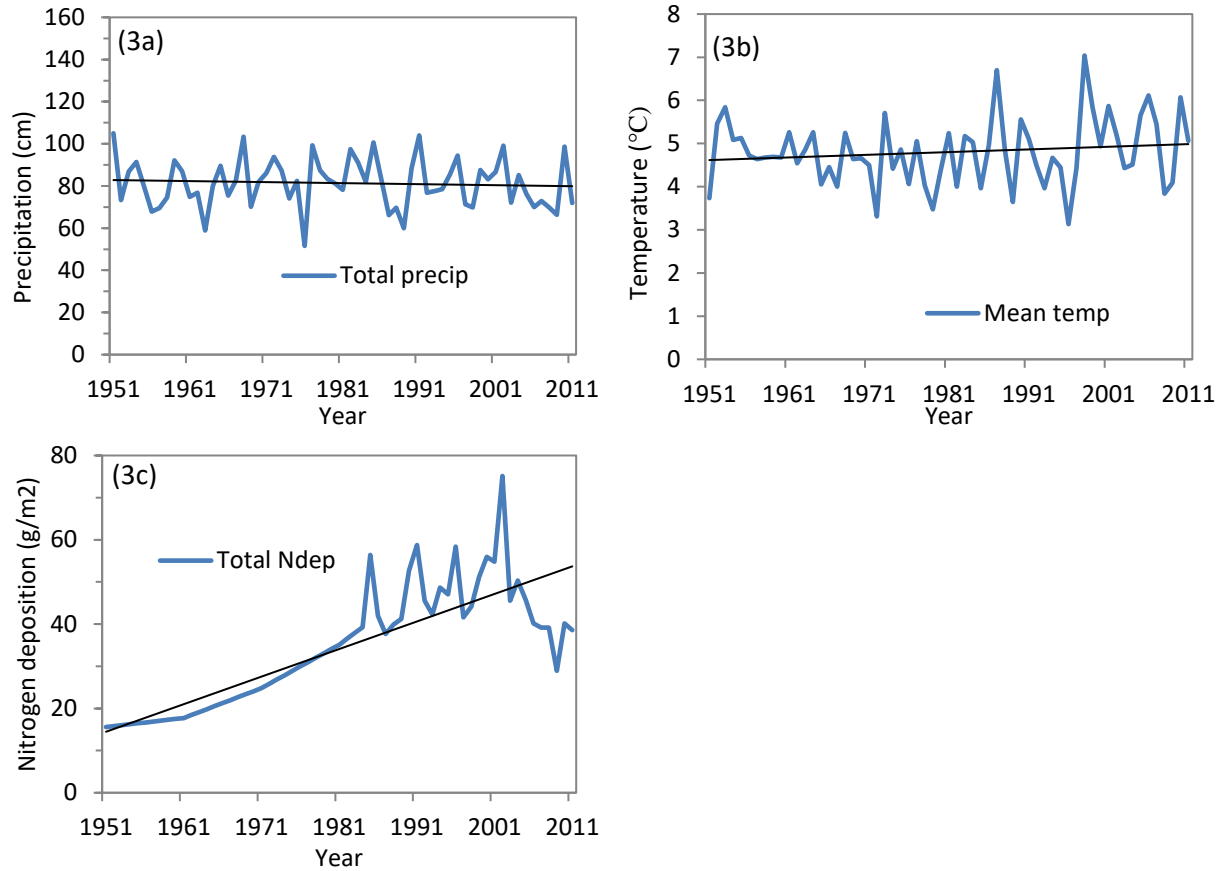 (3a)
Precipitation (cm)
160
140
120
100
80
60
40
20
0
Total precip
1951 1961 1971 1981 1991 2001 2011
Year
(3b)
Temperature (°C)
8
7
6
5
4
3
2
1
0
Mean temp
1951 1961 1971 1981 1991 2001 2011
Year
(3c)
Nitrogen deposition (g/m2)
80
60
40
20
0
Total Ndep
1951 1961 1971 1981 1991 2001 2011
Year